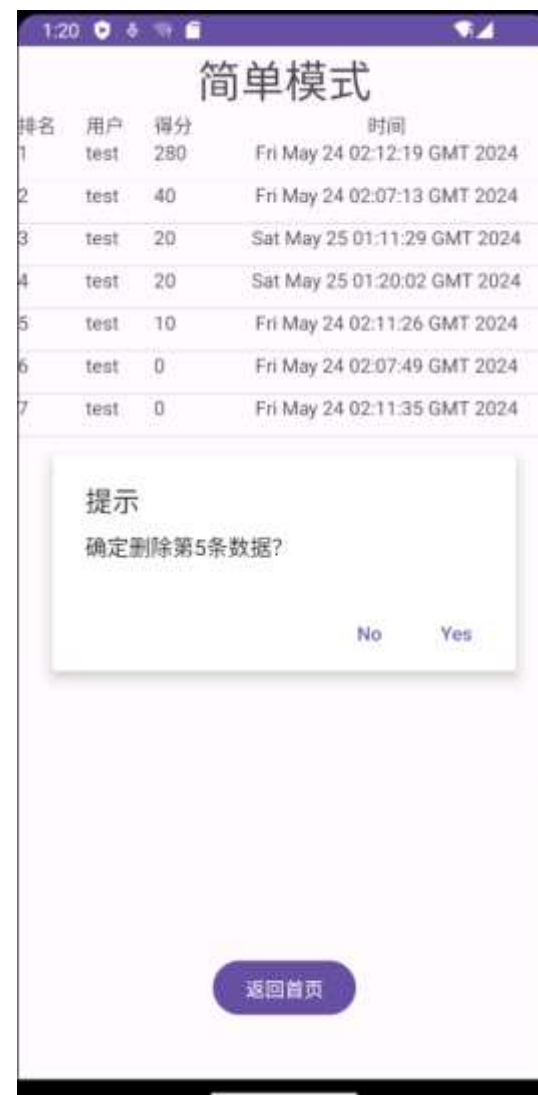 1:20
简单模式
排名 用户 得分 时间
1 test 280 Fri May 24 02:12:19 GMT 2024
2 test 40 Fri May 24 02:07:13 GMT 2024
3 test 20 Sat May 25 01:11:29 GMT 2024
4 test 20 Sat May 25 01:20:02 GMT 2024
5 test 10 Fri May 24 02:11:26 GMT 2024
6 test 0 Fri May 24 02:07:49 GMT 2024
7 test 0 Fri May 24 02:11:35 GMT 2024
提示
确定删除第5条数据?
No Yes
返回首页